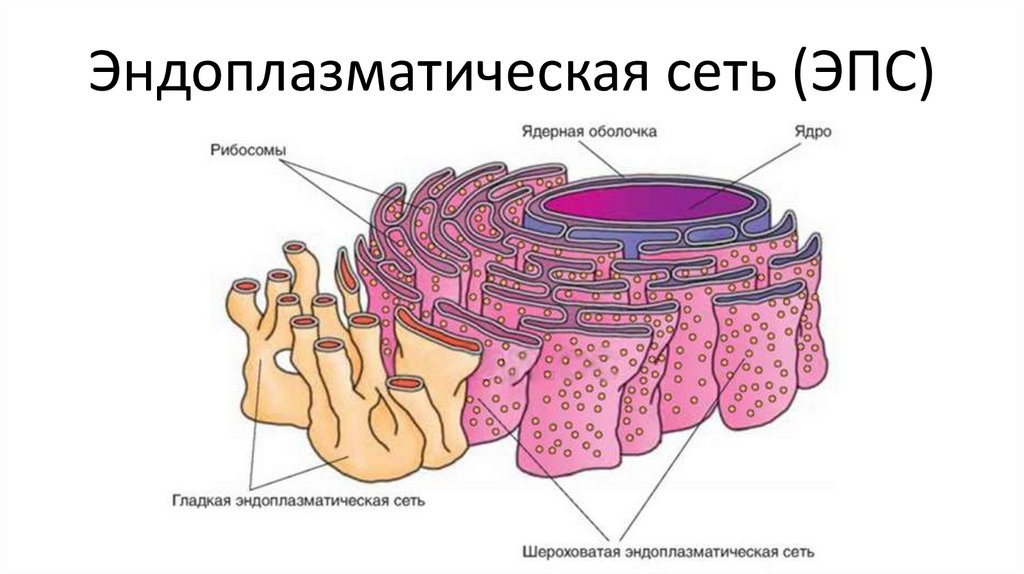 Эндоплазматическая сеть (ЭПС)
Ядерная оболочка
Ядро
Рибосомы
Гладкая эндоплазматическая сеть
Шероховатая эндоплазматическая сеть